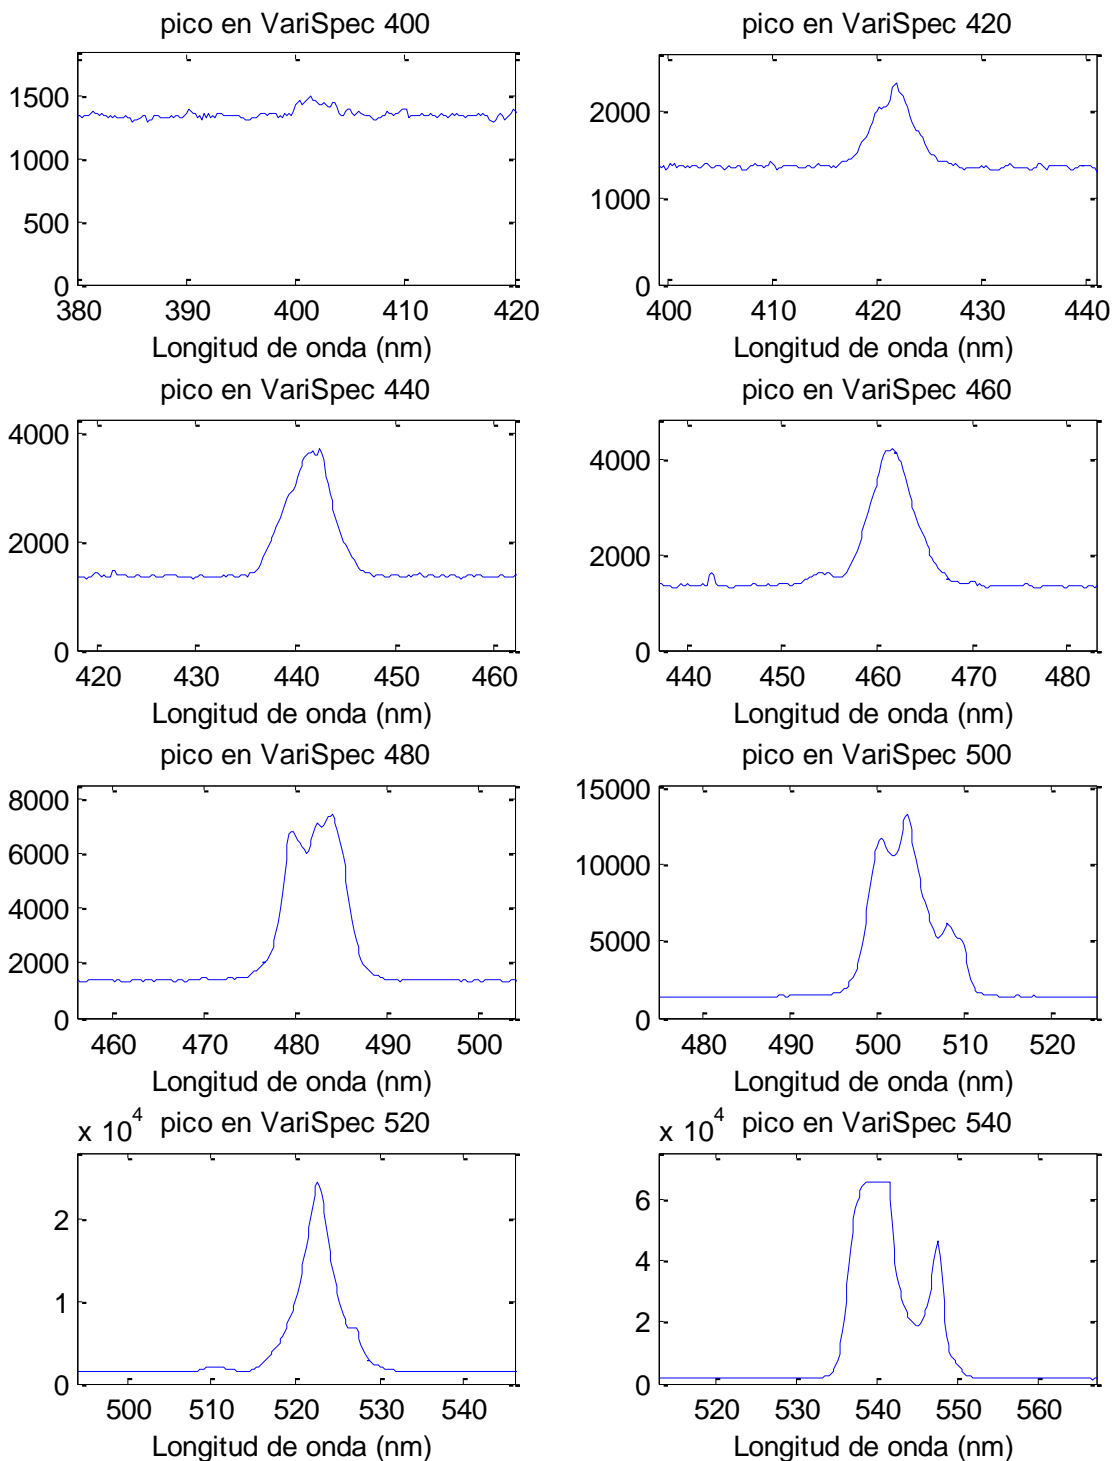 pico en VariSpec 400
1500
1000
500
0
380 390 400 410 420
Longitud de onda (nm)
pico en VariSpec 420
2000
1000
0
400 410 420 430 440
Longitud de onda (nm)
pico en VariSpec 440
4000
2000
0
420 430 440 450 460
Longitud de onda (nm)
pico en VariSpec 460
4000
2000
0
440 450 460 470 480
Longitud de onda (nm)
pico en VariSpec 480
8000
6000
4000
2000
0
460 470 480 490 500
Longitud de onda (nm)
pico en VariSpec 500
15000
10000
5000
0
480 490 500 510 520
Longitud de onda (nm)
x 10^4 pico en VariSpec 520
2
1
0
500 510 520 530 540
Longitud de onda (nm)
x 10^4 pico en VariSpec 540
6
4
2
0
520 530 540 550 560
Longitud de onda (nm)